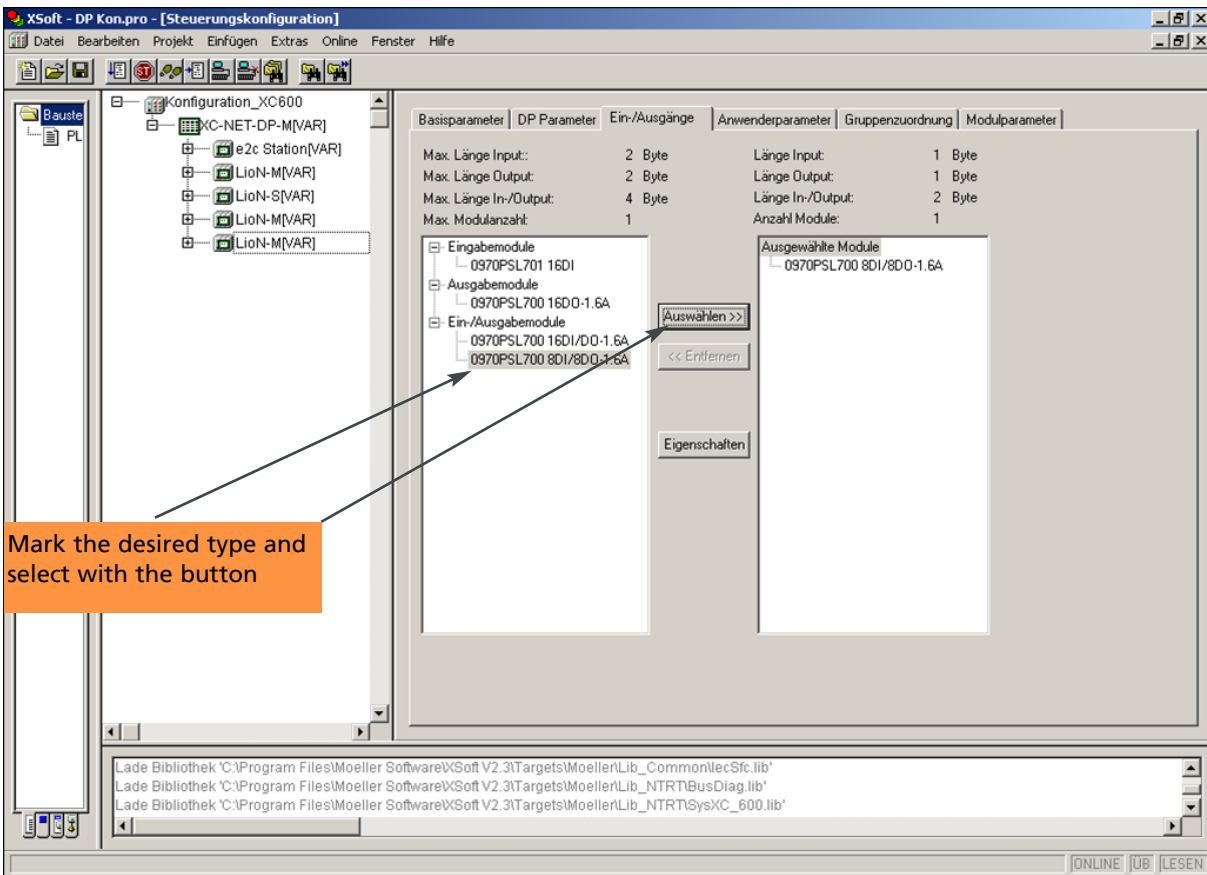 XSoft - DP Kon.pro - [Steuerungskonfiguration]
Datei Bearbeiten Projekt Einfügen Extras Online Fenster Hilfe
Bauste
PL
Konfiguration_XC600
XC-NET-DP-M[VAR]
e2c Station[VAR]
LioN-M[VAR]
LioN-S[VAR]
LioN-M[VAR]
LioN-M[VAR]
Basisparameter DP Parameter Ein-/Ausgänge Anwenderparameter Gruppenzuordnung Modulparameter
Max. Länge Input:: 2 Byte Länge Input: 1 Byte
Max. Länge Output: 2 Byte Länge Output: 1 Byte
Max. Länge In-/Output: 4 Byte Länge In-/Output: 2 Byte
Max. Modulanzahl: 1 Anzahl Module: 1
Eingabemodule
0970PSL701 16DI
Ausgabemodule
0970PSL700 16DO-1.6A
Ein-/Ausgabemodule
0970PSL700 16DI/DO-1.6A
0970PSL700 8DI/8DO-1.6A
Auswählen >>
<< Entfernen
Eigenschaften
Ausgewählte Module
0970PSL700 8DI/8DO-1.6A
Mark the desired type and
select with the button
Lade Bibliothek 'C:\Program Files\Moeller Software\XSoft V2.3\Targets\Moeller\Lib_Common\IecSfc.lib'
Lade Bibliothek 'C:\Program Files\Moeller Software\XSoft V2.3\Targets\Moeller\Lib_NTRT\BusDiag.lib'
Lade Bibliothek 'C:\Program Files\Moeller Software\XSoft V2.3\Targets\Moeller\Lib_NTRT\SysXC_600.lib'
ONLINE ÜB LESEN